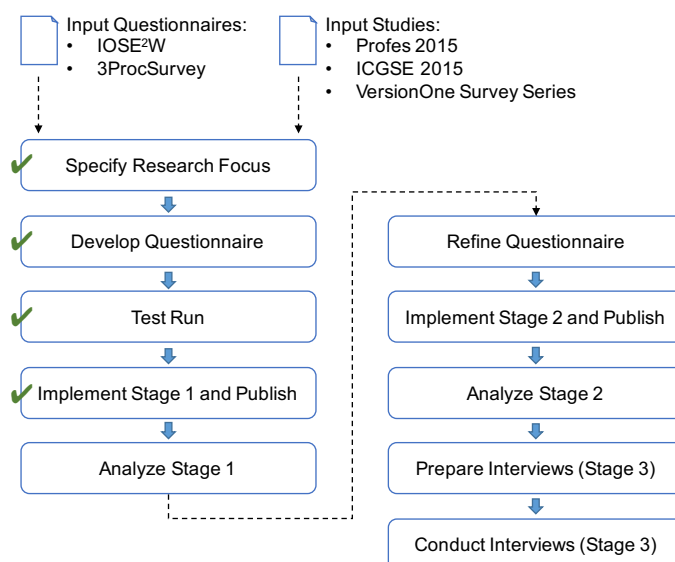 Input Questionnaires:
• IOSE²W
• 3ProcSurvey
Input Studies:
• Profes 2015
• ICGSE 2015
• VersionOne Survey Series
Specify Research Focus
Develop Questionnaire
Test Run
Implement Stage 1 and Publish
Analyze Stage 1
Refine Questionnaire
Implement Stage 2 and Publish
Analyze Stage 2
Prepare Interviews (Stage 3)
Conduct Interviews (Stage 3)